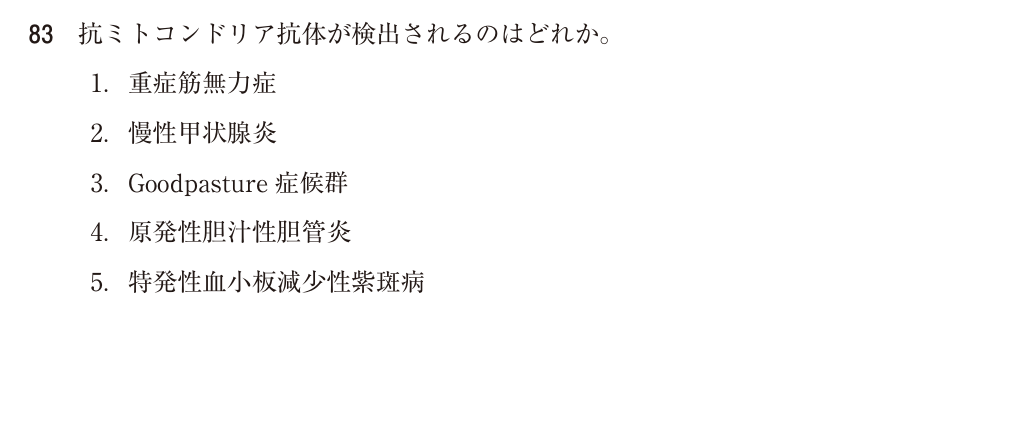 83 抗ミトコンドリア抗体が検出されるのはどれか。
1. 重症筋無力症
2. 慢性甲状腺炎
3. Goodpasture 症候群
4. 原発性胆汁性胆管炎
5. 特発性血小板減少性紫斑病